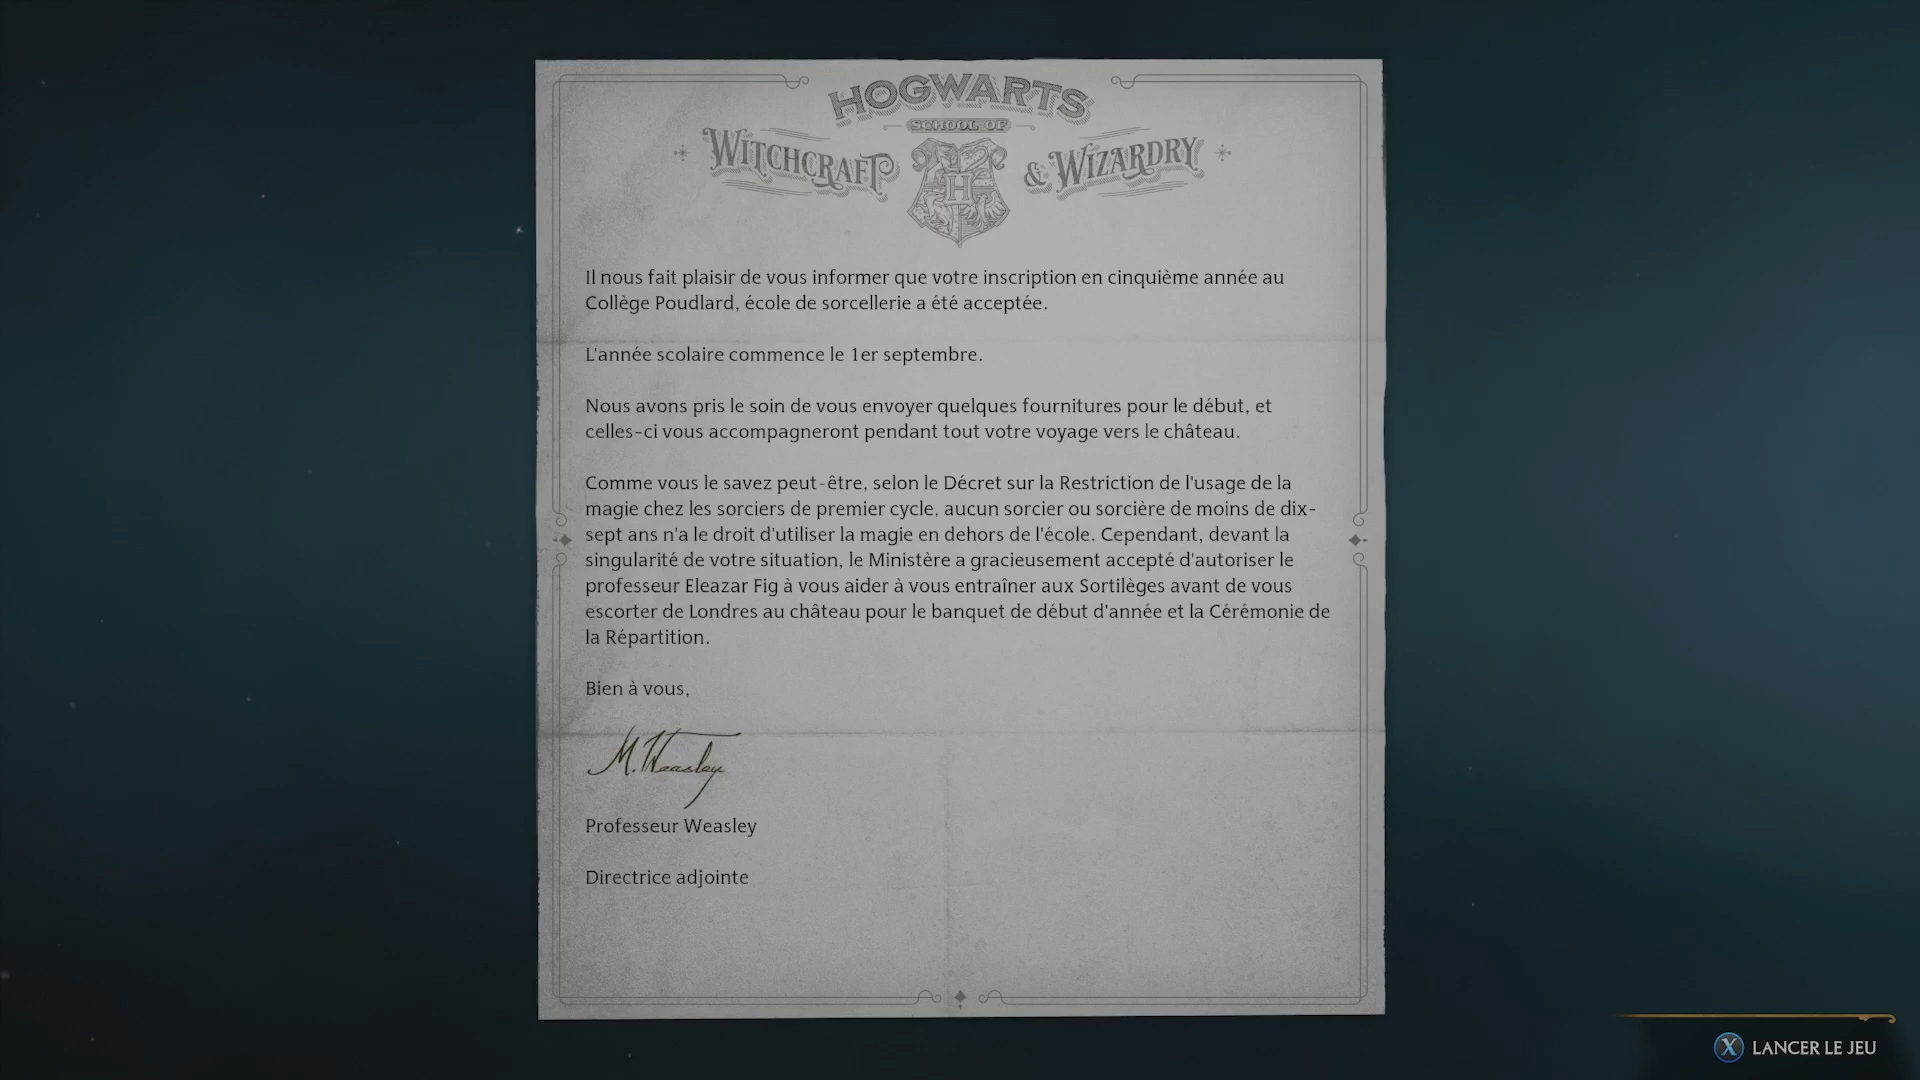 HOGWARTS
SCHOOL OF
WITCHCRAFT & WIZARDRY
H
Il nous fait plaisir de vous informer que votre inscription en cinquième année au
Collège Poudlard, école de sorcellerie a été acceptée.
L'année scolaire commence le 1er septembre.
Nous avons pris le soin de vous envoyer quelques fournitures pour le début, et
celles-ci vous accompagneront pendant tout votre voyage vers le château.
Comme vous le savez peut-être, selon le Décret sur la Restriction de l'usage de la
magie chez les sorciers de premier cycle, aucun sorcier ou sorcière de moins de dix-
sept ans n'a le droit d'utiliser la magie en dehors de l'école. Cependant, devant la
singularité de votre situation, le Ministère a gracieusement accepté d'autoriser le
professeur Eleazar Fig à vous aider à vous entraîner aux Sortilèges avant de vous
escorter de Londres au château pour le banquet de début d'année et la Cérémonie de
la Répartition.
Bien à vous,
M. Weasley
Professeur Weasley
Directrice adjointe
X LANCER LE JEU